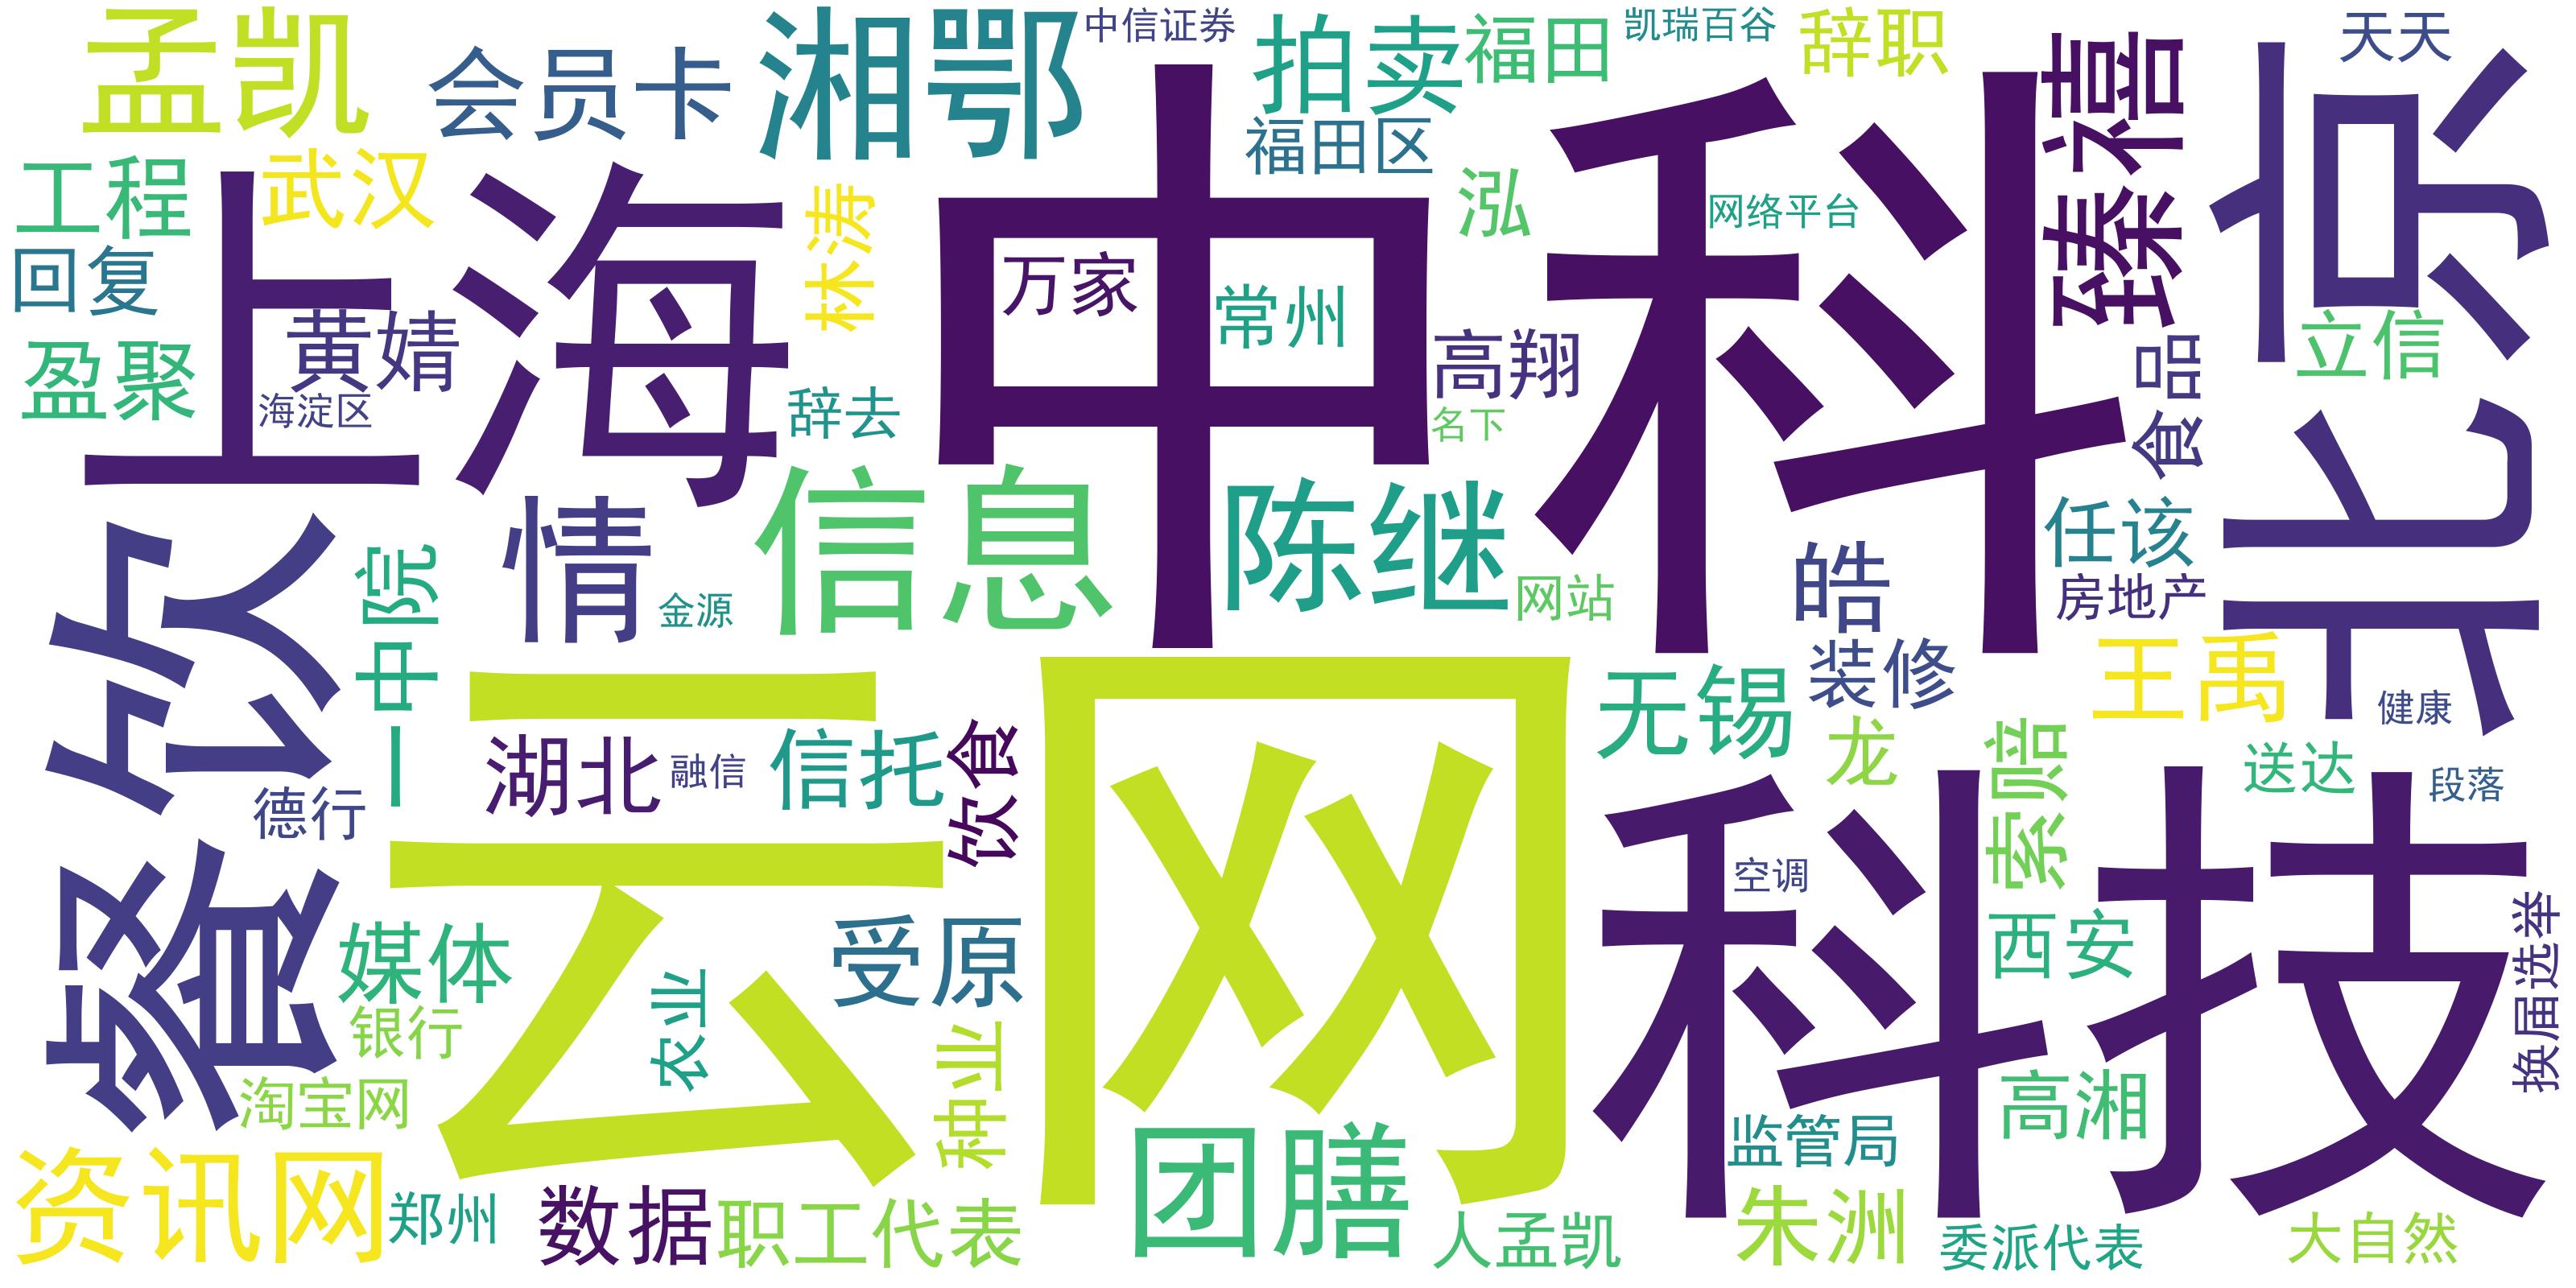 孟凯
会员卡
湘鄂
中信证券
拍卖
福田
凯瑞百谷
辞职
臻禧
天天
北京
工程
武汉
上海
林涛
中科
福田区
泓
网络平台
回复
黄婧
万家
常州
高翔
食品
立信
盈聚
海淀区
辞去
名下
餐饮
一中院
情
金源
信息
陈继
网站
皓
任该
房地产
云网
湖北
融信
信托
饮食
无锡
装修
龙
索赔
王禹
健康
送达
段落
德行
科技
空调
媒体
银行
农业
受原
种业
西安
换届选举
淘宝网
资讯网
郑州
数据
职工代表
团膳
人孟凯
监管局
朱洲
高湘
委派代表
大自然